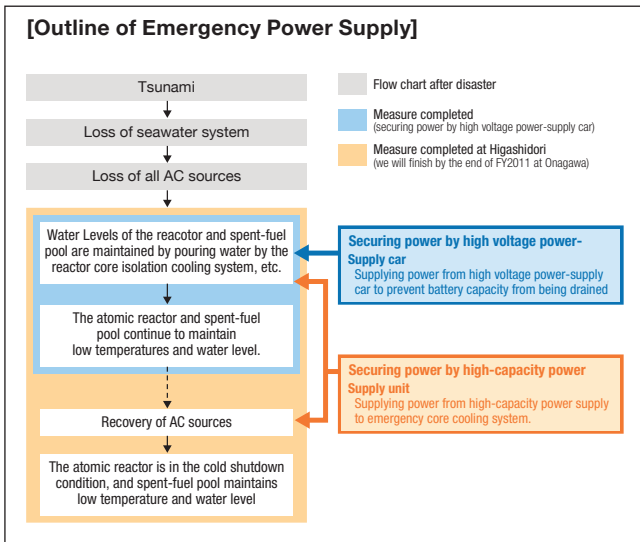 [Outline of Emergency Power Supply]
Tsunami
Loss of seawater system
Loss of all AC sources
Flow chart after disaster
Measure completed
(securing power by high voltage power-supply car)
Measure completed at Higashidori
(we will finish by the end of FY2011 at Onagawa)
Water Levels of the reacotor and spent-fuel
pool are maintained by pouring water by the
reactor core isolation cooling system, etc.
The atomic reactor and spent-fuel
pool continue to maintain
low temperatures and water level.
Recovery of AC sources
The atomic reactor is in the cold shutdown
condition, and spent-fuel pool maintains
low temperature and water level
Securing power by high voltage power-
Supply car
Supplying power from high voltage power-supply
car to prevent battery capacity from being drained
Securing power by high-capacity power
Supply unit
Supplying power from high-capacity power supply
to emergency core cooling system.